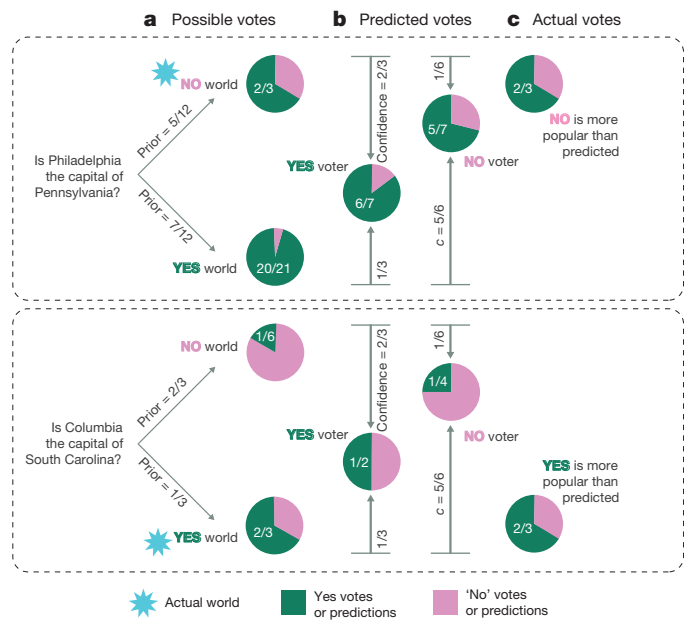 a Possible votes
b Predicted votes
c Actual votes
Is Philadelphia
the capital of
Pennsylvania?
Prior = 5/12
Prior = 7/12
NO world
2/3
YES world
20/21
YES voter
6/7
Confidence = 2/3
1/3
1/6
5/7
NO voter
c = 5/6
2/3
NO is more
popular than
predicted
Is Columbia
the capital of
South Carolina?
Prior = 2/3
Prior = 1/3
NO world
1/6
YES world
2/3
YES voter
1/2
Confidence = 2/3
1/3
1/6
1/4
NO voter
c = 5/6
YES is more
popular than
predicted
2/3
Actual world
Yes votes
or predictions
‘No’ votes
or predictions